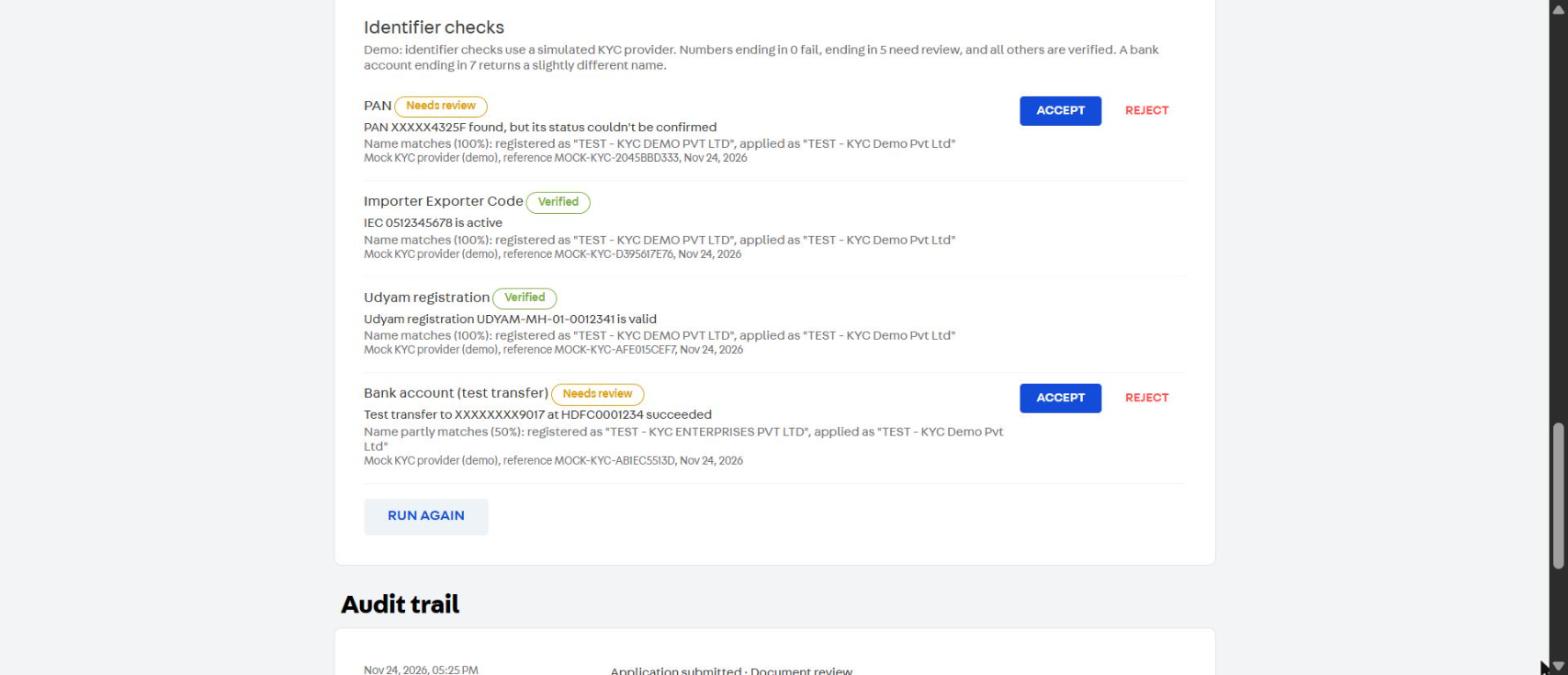 Identifier checks
Demo: identifier checks use a simulated KYC provider. Numbers ending in 0 fail, ending in 5 need review, and all others are verified. A bank
account ending in 7 returns a slightly different name.
PAN Needs review
ACCEPT REJECT
PAN XXXXX4325F found, but its status couldn't be confirmed
Name matches (100%): registered as "TEST - KYC DEMO PVT LTD", applied as "TEST - KYC Demo Pvt Ltd"
Mock KYC provider (demo), reference MOCK-KYC-2045BBD333, Nov 24, 2026
Importer Exporter Code Verified
IEC 0512345678 is active
Name matches (100%): registered as "TEST - KYC DEMO PVT LTD", applied as "TEST - KYC Demo Pvt Ltd"
Mock KYC provider (demo), reference MOCK-KYC-D395617E76, Nov 24, 2026
Udyam registration Verified
Udyam registration UDYAM-MH-01-0012341 is valid
Name matches (100%): registered as "TEST - KYC DEMO PVT LTD", applied as "TEST - KYC Demo Pvt Ltd"
Mock KYC provider (demo), reference MOCK-KYC-AFE015CEF7, Nov 24, 2026
Bank account (test transfer) Needs review
ACCEPT REJECT
Test transfer to XXXXXXXX9017 at HDFC0001234 succeeded
Name partly matches (50%): registered as "TEST - KYC ENTERPRISES PVT LTD", applied as "TEST - KYC Demo Pvt
Ltd"
Mock KYC provider (demo), reference MOCK-KYC-AB1EC5513D, Nov 24, 2026
RUN AGAIN
Audit trail
Nov 24, 2026, 05:25 PM Application submitted · Document review